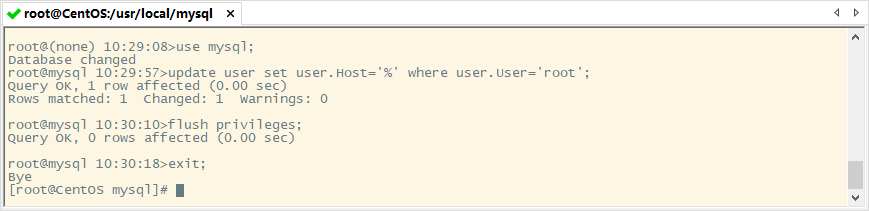 root@CentOS:/usr/local/mysql
root@(none) 10:29:08>use mysql;
Database changed
root@mysql 10:29:57>update user set user.Host='%' where user.User='root';
Query OK, 1 row affected (0.00 sec)
Rows matched: 1  Changed: 1  Warnings: 0
root@mysql 10:30:10>flush privileges;
Query OK, 0 rows affected (0.00 sec)
root@mysql 10:30:18>exit;
Bye
[root@CentOS mysql]#